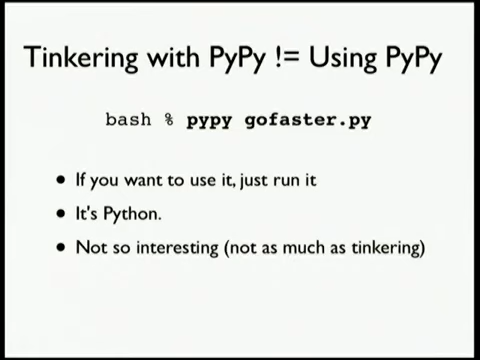 Tinkering with PyPy != Using PyPy
bash % pypy gofaster.py
• If you want to use it, just run it
• It's Python.
• Not so interesting (not as much as tinkering)